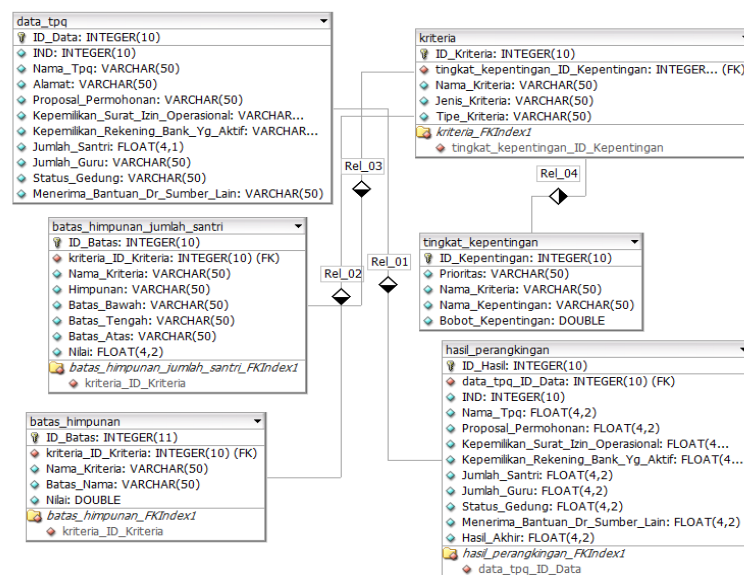 data_tpq
ID_Data: INTEGER(10)
IND: INTEGER(10)
Nama_Tpq: VARCHAR(50)
Alamat: VARCHAR(50)
Proposal_Permohonan: VARCHAR(50)
Kepemilikan_Surat_Izin_Operasional: VARCHAR...
Kepemilikan_Rekening_Bank_Yg_Aktif: VARCHAR...
Jumlah_Santri: FLOAT(4,1)
Jumlah_Guru: VARCHAR(50)
Status_Gedung: VARCHAR(50)
Menerima_Bantuan_Dr_Sumber_Lain: VARCHAR(50)
kriteria
ID_Kriteria: INTEGER(10)
tingkat_kepentingan_ID_Kepentingan: INTEGER... (FK)
Nama_Kriteria: VARCHAR(50)
Jenis_Kriteria: VARCHAR(50)
Tipe_Kriteria: VARCHAR(50)
kriteria_FKIndex1
tingkat_kepentingan_ID_Kepentingan
Rel_03
Rel_04
batas_himpunan_jumlah_santri
ID_Batas: INTEGER(10)
kriteria_ID_Kriteria: INTEGER(10) (FK)
Nama_Kriteria: VARCHAR(50)
Himpunan: VARCHAR(50)
Batas_Bawah: VARCHAR(50)
Batas_Tengah: VARCHAR(50)
Batas_Atas: VARCHAR(50)
Nilai: FLOAT(4,2)
batas_himpunan_jumlah_santri_FKIndex1
kriteria_ID_Kriteria
Rel_02
Rel_01
tingkat_kepentingan
ID_Kepentingan: INTEGER(10)
Prioritas: VARCHAR(50)
Nama_Kriteria: VARCHAR(50)
Nama_Kepentingan: VARCHAR(50)
Bobot_Kepentingan: DOUBLE
batas_himpunan
ID_Batas: INTEGER(11)
kriteria_ID_Kriteria: INTEGER(10) (FK)
Nama_Kriteria: VARCHAR(50)
Batas_Nama: VARCHAR(50)
Nilai: DOUBLE
batas_himpunan_FKIndex1
kriteria_ID_Kriteria
hasil_perangkingan
ID_Hasil: INTEGER(10)
data_tpq_ID_Data: INTEGER(10) (FK)
IND: INTEGER(10)
Nama_Tpq: FLOAT(4,2)
Proposal_Permohonan: FLOAT(4,2)
Kepemilikan_Surat_Izin_Operasional: FLOAT(4...
Kepemilikan_Rekening_Bank_Yg_Aktif: FLOAT(4...
Jumlah_Santri: FLOAT(4,2)
Jumlah_Guru: FLOAT(4,2)
Status_Gedung: FLOAT(4,2)
Menerima_Bantuan_Dr_Sumber_Lain: FLOAT(4,2)
Hasil_Akhir: FLOAT(4,2)
hasil_perangkingan_FKIndex1
data_tpq_ID_Data